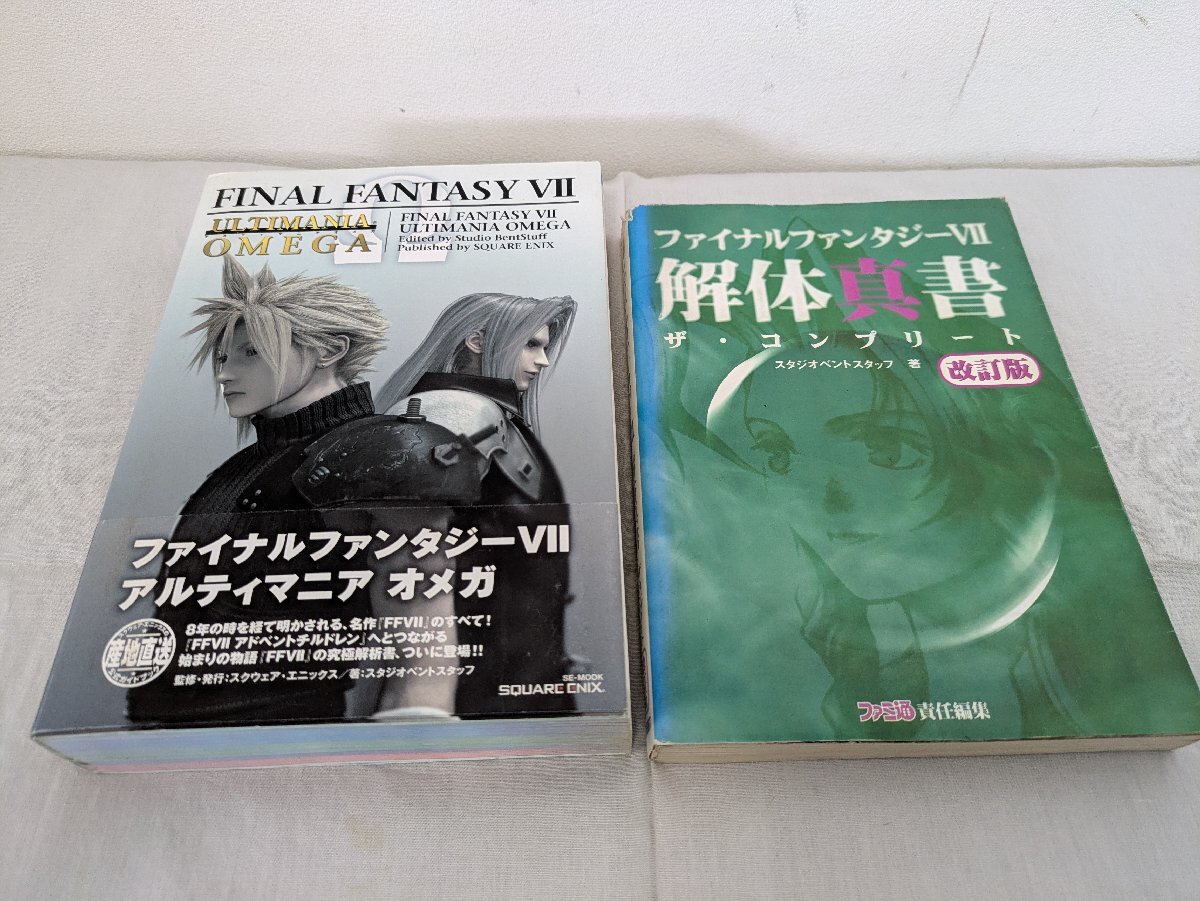 FINAL FANTASY VII
ULTIMANIA
OMEGA
FINAL FANTASY VII
ULTIMANIA OMEGA
Edited by Studio BentStuff
Published by SQUARE ENIX
ファイナルファンタジーVII
アルティマニア オメガ
8年の時を経て明かされる、名作『FFVII』のすべて!
『FFVII アドベントチルドレン』へとつながる
始まりの物語『FFVII』の究極解析書、ついに登場!!
監修・発行:スクウェア・エニックス/著:スタジオベントスタッフ
産地直送
SE-MOOK
SQUARE ENIX
ファイナルファンタジーVII
解体真書
ザ・コンプリート
スタジオベントスタッフ 著
改訂版
ファミ通 責任編集